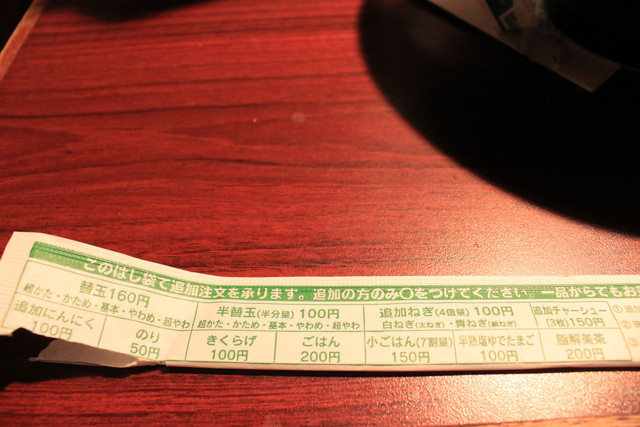 このはし袋で追加注文を承ります。追加の方のみ〇をつけてください。一品からでもお
替玉160円
超かた・かため・基本・やわめ・超やわ
半替玉(半分量) 100円
超かた・かため・基本・やわめ・超やわ
追加ねぎ(4個量) 100円
白ねぎ(大ねぎ)・青ねぎ(細ねぎ)
追加チャーシュー
(3枚)150円
追加にんにく
100円
のり
50円
きくらげ
100円
ごはん
200円
小ごはん(7割量)
150円
半熟塩ゆでたまご
100円
脂解美茶
200円